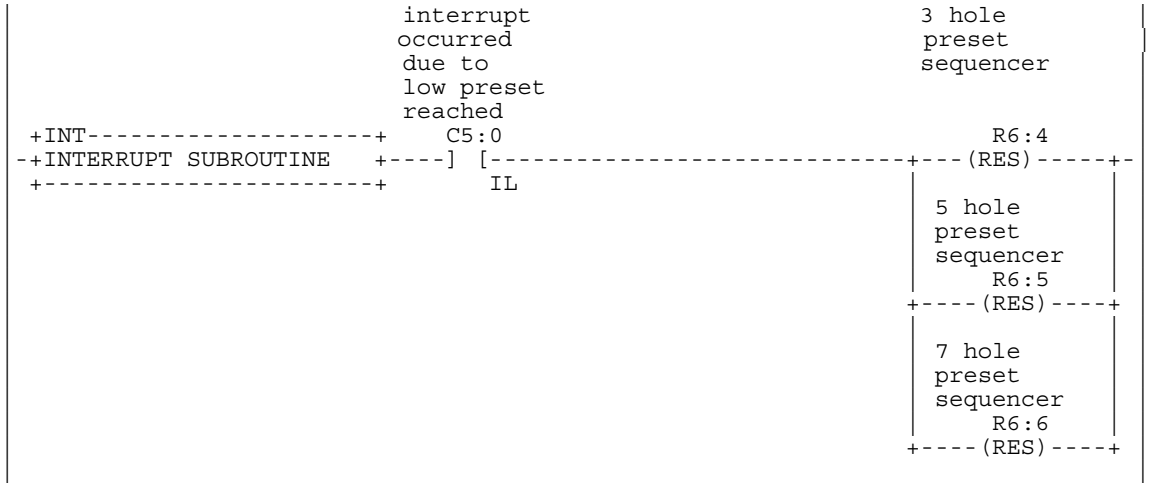 interrupt 3 hole
occurred preset
due to sequencer
low preset
reached
+INT---------------------+ C5:0 R6:4
-+INTERRUPT SUBROUTINE +----] [-----------------------------+---(RES)-----+-
+-----------------------+ IL
5 hole
preset
sequencer
R6:5
+----(RES)----+
7 hole
preset
sequencer
R6:6
+----(RES)----+